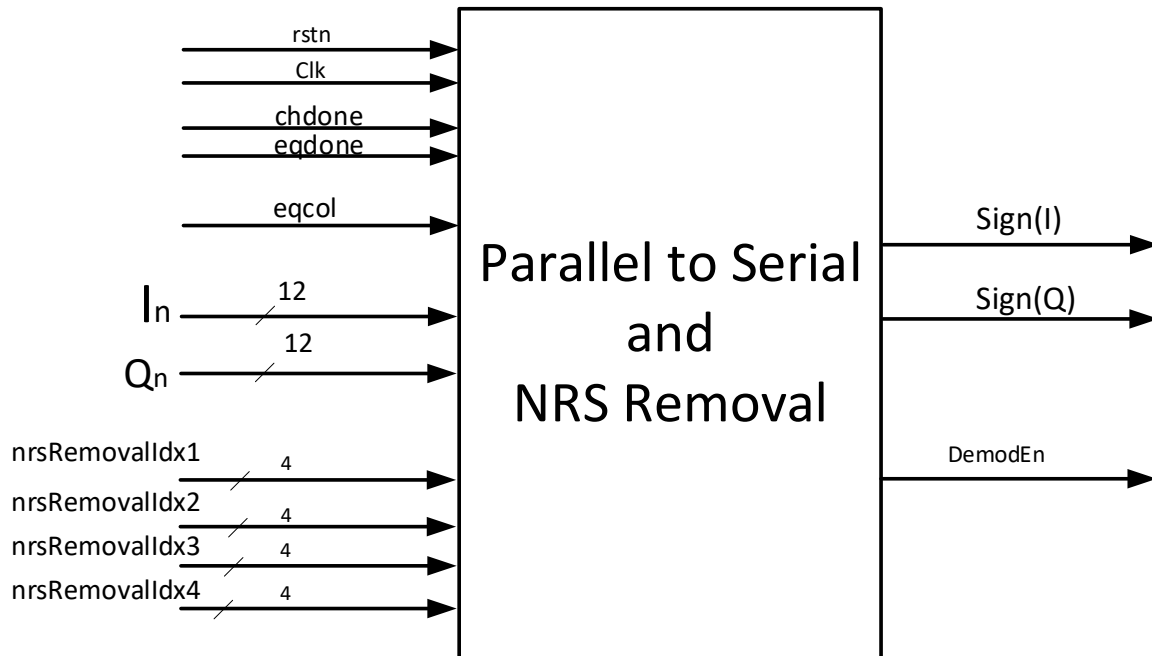 rstn
Clk
chdone
eqdone
eqcol
In
12
Qn
12
nrsRemovalIdx1
4
nrsRemovalIdx2
4
nrsRemovalIdx3
4
nrsRemovalIdx4
4
Parallel to Serial
and
NRS Removal
Sign(I)
Sign(Q)
DemodEn